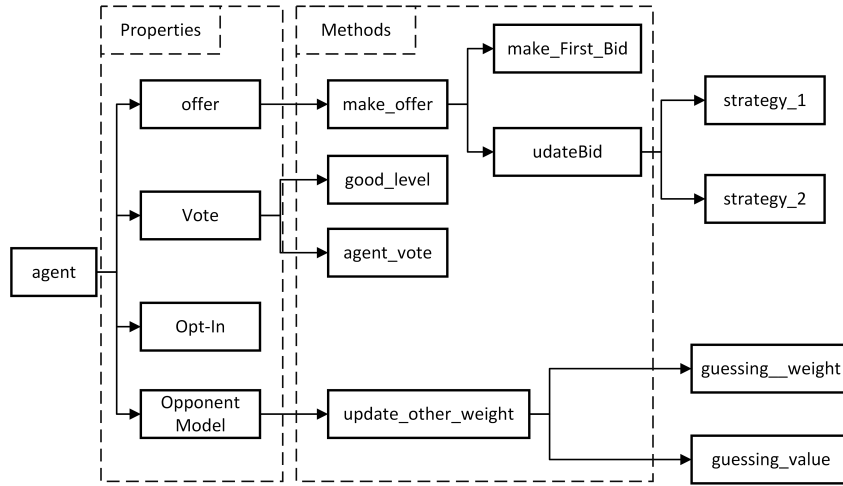 Properties
Methods
make_First_Bid
offer
make_offer
strategy_1
udateBid
good_level
Vote
strategy_2
agent_vote
agent
Opt-In
guessing__weight
Opponent
Model
update_other_weight
guessing_value